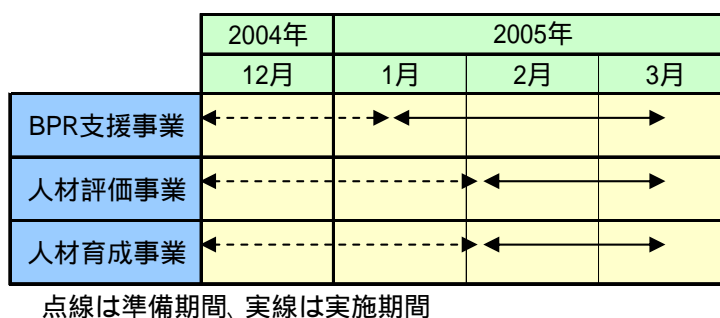 2004年 2005年
12月 1月 2月 3月
BPR支援事業
人材評価事業
人材育成事業
点線は準備期間、実線は実施期間